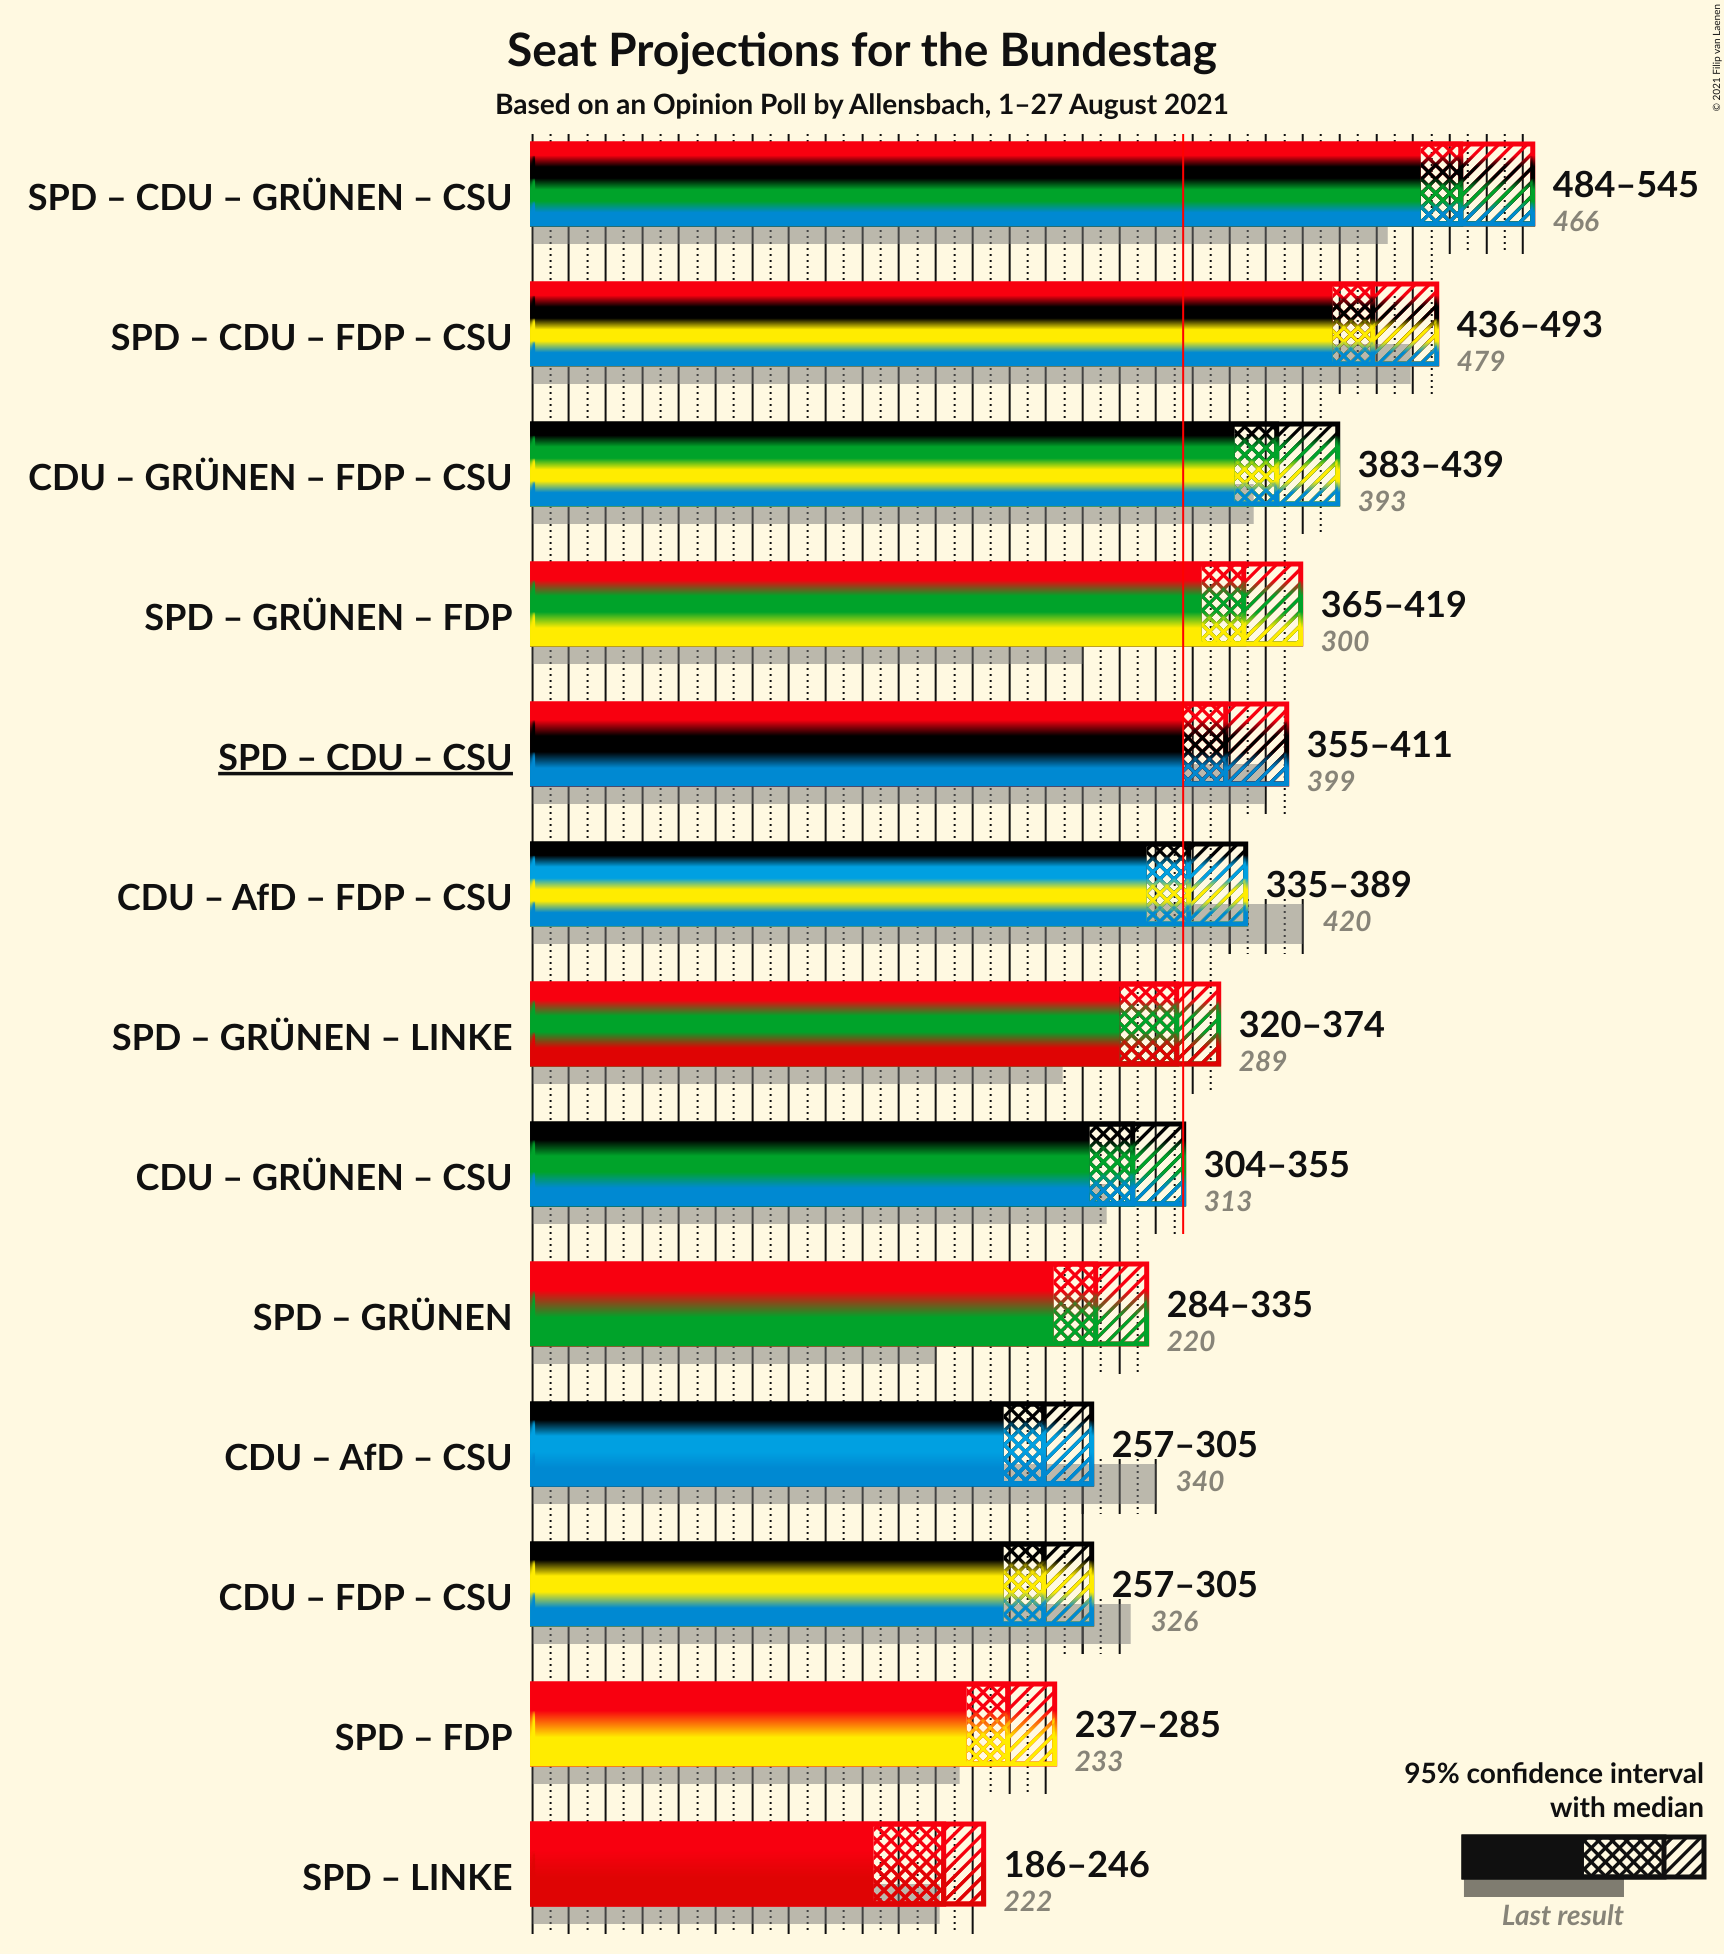 Seat Projections for the Bundestag
Based on an Opinion Poll by Allensbach, 1–27 August 2021
© 2021 Filip van Laenen
SPD – CDU – GRÜNEN – CSU
484–545
466
SPD – CDU – FDP – CSU
436–493
479
CDU – GRÜNEN – FDP – CSU
383–439
393
SPD – GRÜNEN – FDP
365–419
300
SPD – CDU – CSU
355–411
399
CDU – AfD – FDP – CSU
335–389
420
SPD – GRÜNEN – LINKE
320–374
289
CDU – GRÜNEN – CSU
304–355
313
SPD – GRÜNEN
284–335
220
CDU – AfD – CSU
257–305
340
CDU – FDP – CSU
257–305
326
SPD – FDP
237–285
233
SPD – LINKE
186–246
222
95% confidence interval
with median
Last result